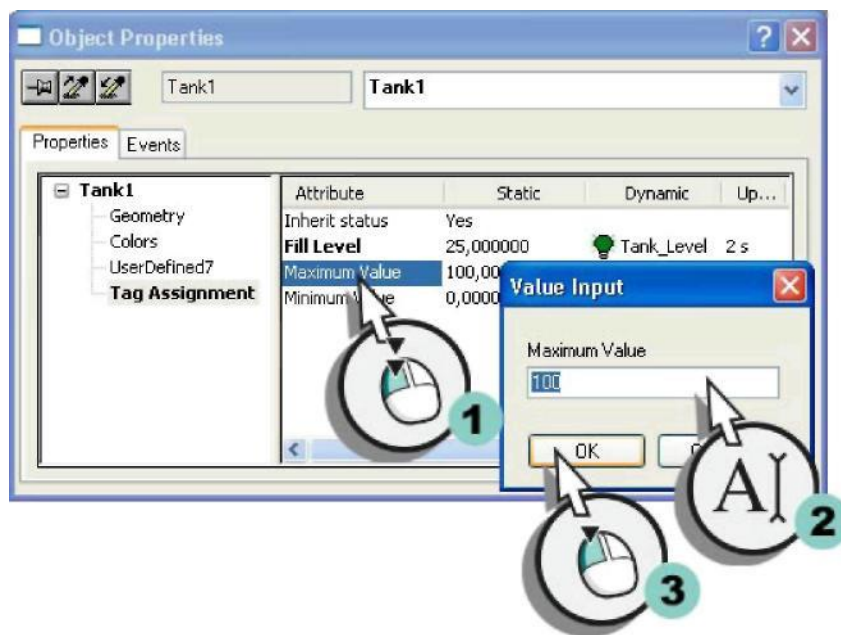 Object Properties
Tank1
Tank1
Properties
Events
Tank1
Geometry
Colors
UserDefined7
Tag Assignment
Attribute Static Dynamic Up...
Inherit status Yes
Fill Level 25,000000 Tank_Level 2 s
Maximum Value 100,00
Minimum 0,0000
Value Input
Maximum Value
100
OK
A
1
2
3